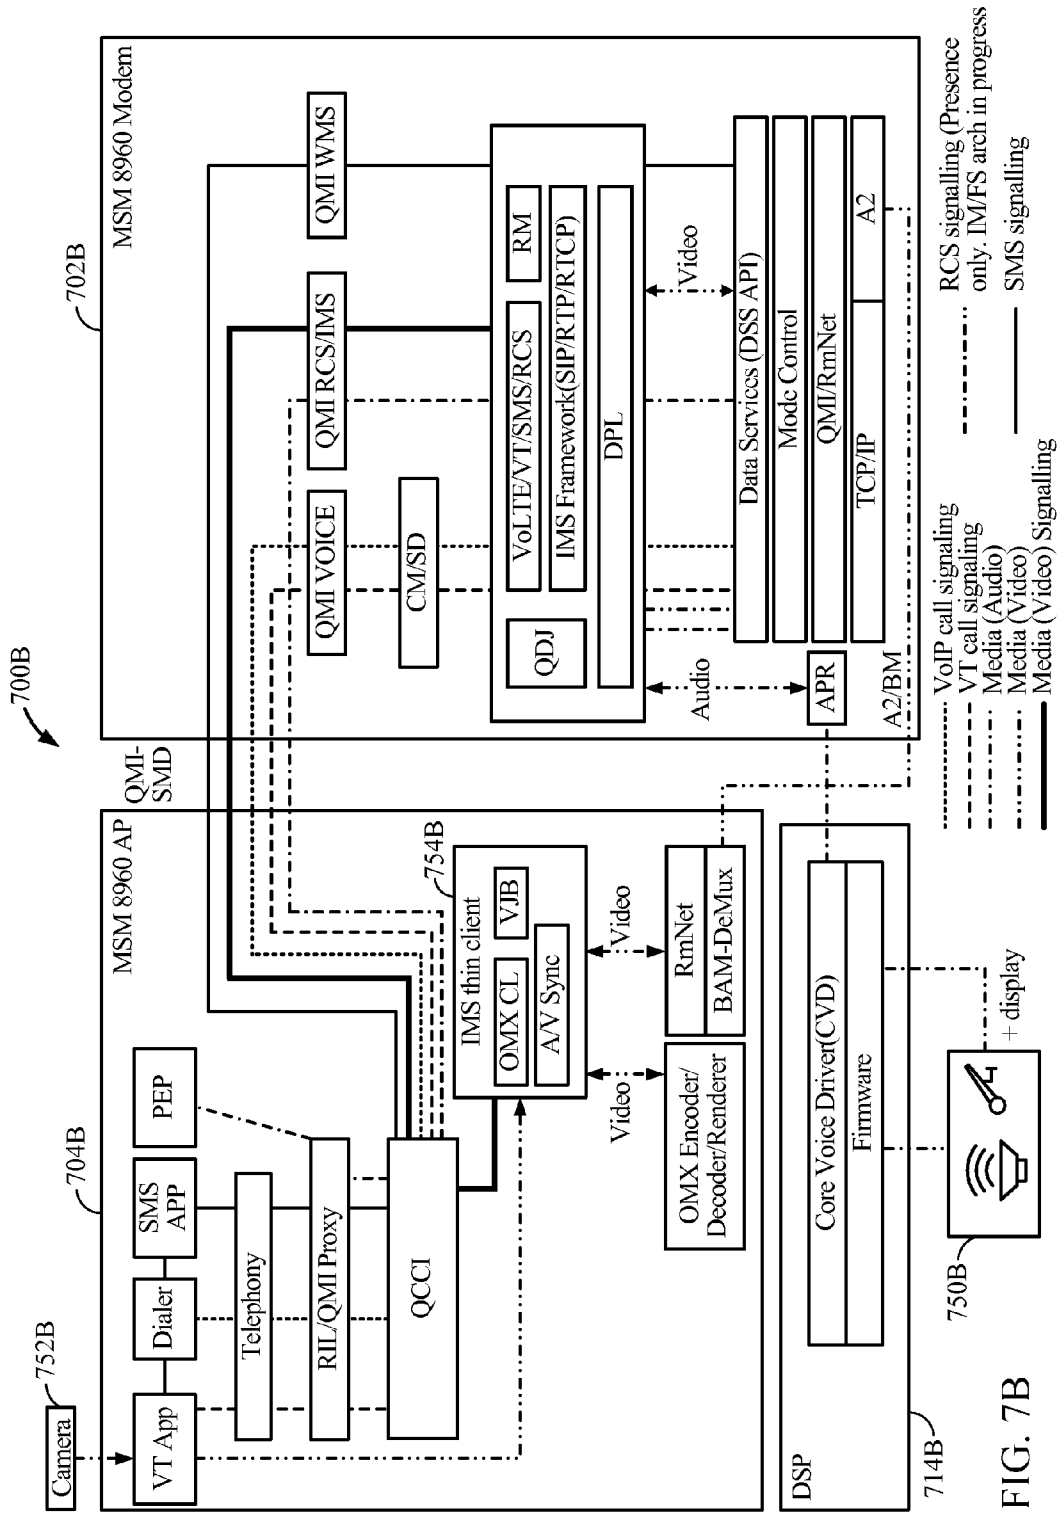 700B
752B
Camera
704B
MSM 8960 AP
VT App
Dialer
SMS
APP
PEP
Telephony
RIL/QMI Proxy
QCCI
754B
IMS thin client
OMX CL
VJB
A/V Sync
Video
Video
OMX Encoder/
Decoder/Renderer
RmNet
BAM-DeMux
QMI-
SMD
702B
MSM 8960 Modem
QMI VOICE
QMI RCS/IMS
QMI WMS
CM/SD
QDJ
VoLTE/VT/SMS/RCS
RM
IMS Framework(SIP/RTP/RTCP)
DPL
Audio
Video
Data Services (DSS API)
Mode Control
QMI/RmNet
TCP/IP
A2
APR
A2/BM
DSP
714B
Core Voice Driver(CVD)
Firmware
750B
+ display
VoIP call signaling
VT call signaling
Media (Audio)
Media (Video)
Media (Video) Signalling
RCS signalling (Presence
only. IM/FS arch in progress
SMS signalling
FIG. 7B